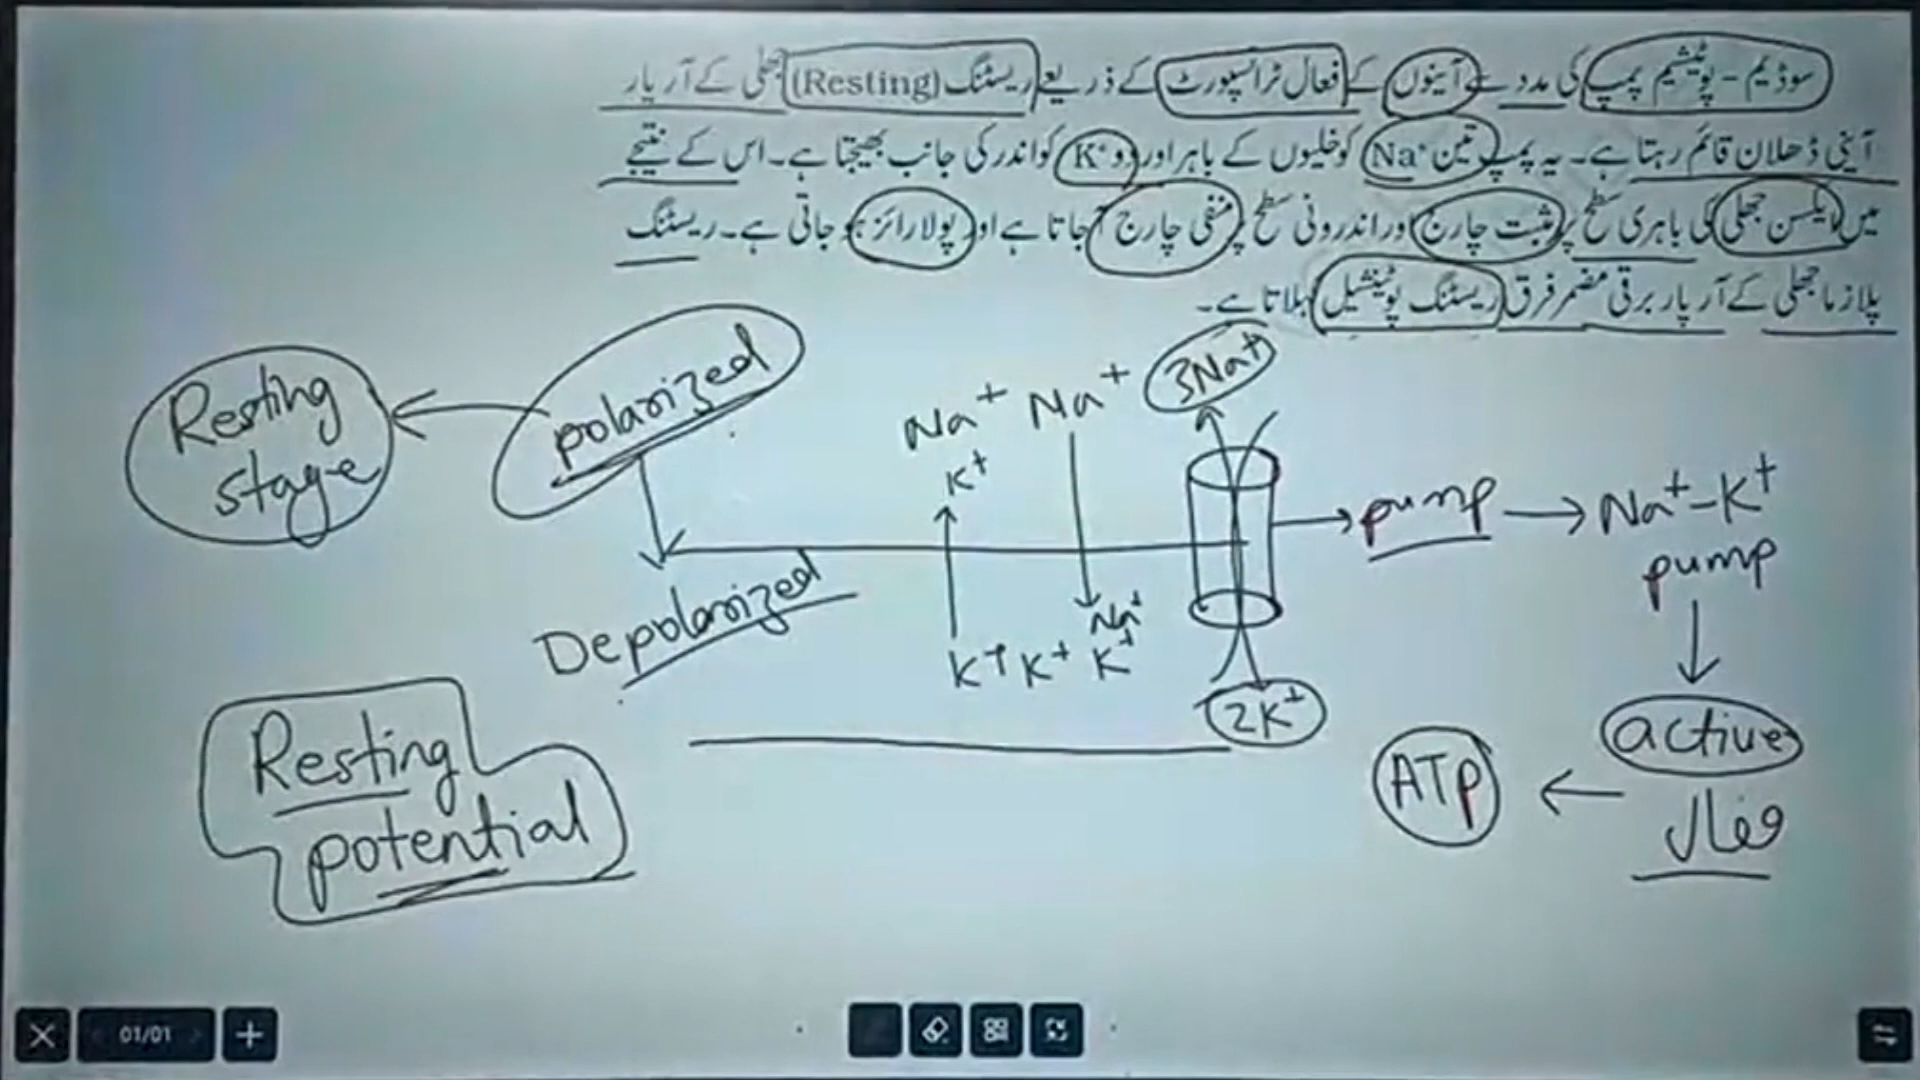 سوڈیم - پوٹیشیم پمپ کی مدد سے آینوں کے فعال ٹرانسپورٹ کے ذریعے ریسٹنگ (Resting) جھلی کے آر پار
آینی ڈھلان قائم رہتا ہے۔ یہ پمپ تین Na⁺ کو خلیوں کے باہر اور دو K⁺ کو اندر کی جانب بھیجتا ہے۔ اس کے نتیجے
میں ایکسن جھلی کی باہری سطح پر مثبت چارج اور اندرونی سطح پر منفی چارج آ جاتا ہے اور پولارائز ہو جاتی ہے۔ ریسٹنگ
پلازما جھلی کے آر پار برقی مضمر فرق ریسٹنگ پوٹینشیل کہلاتا ہے۔
Resting
stage
polarized
Depolarized
Na⁺ Na⁺ 3Na⁺
K⁺
Na⁺
K⁺ K⁺ K⁺
2K⁺
pump
Na⁺-K⁺
pump
active
فعال
ATP
Resting
potential
01/01